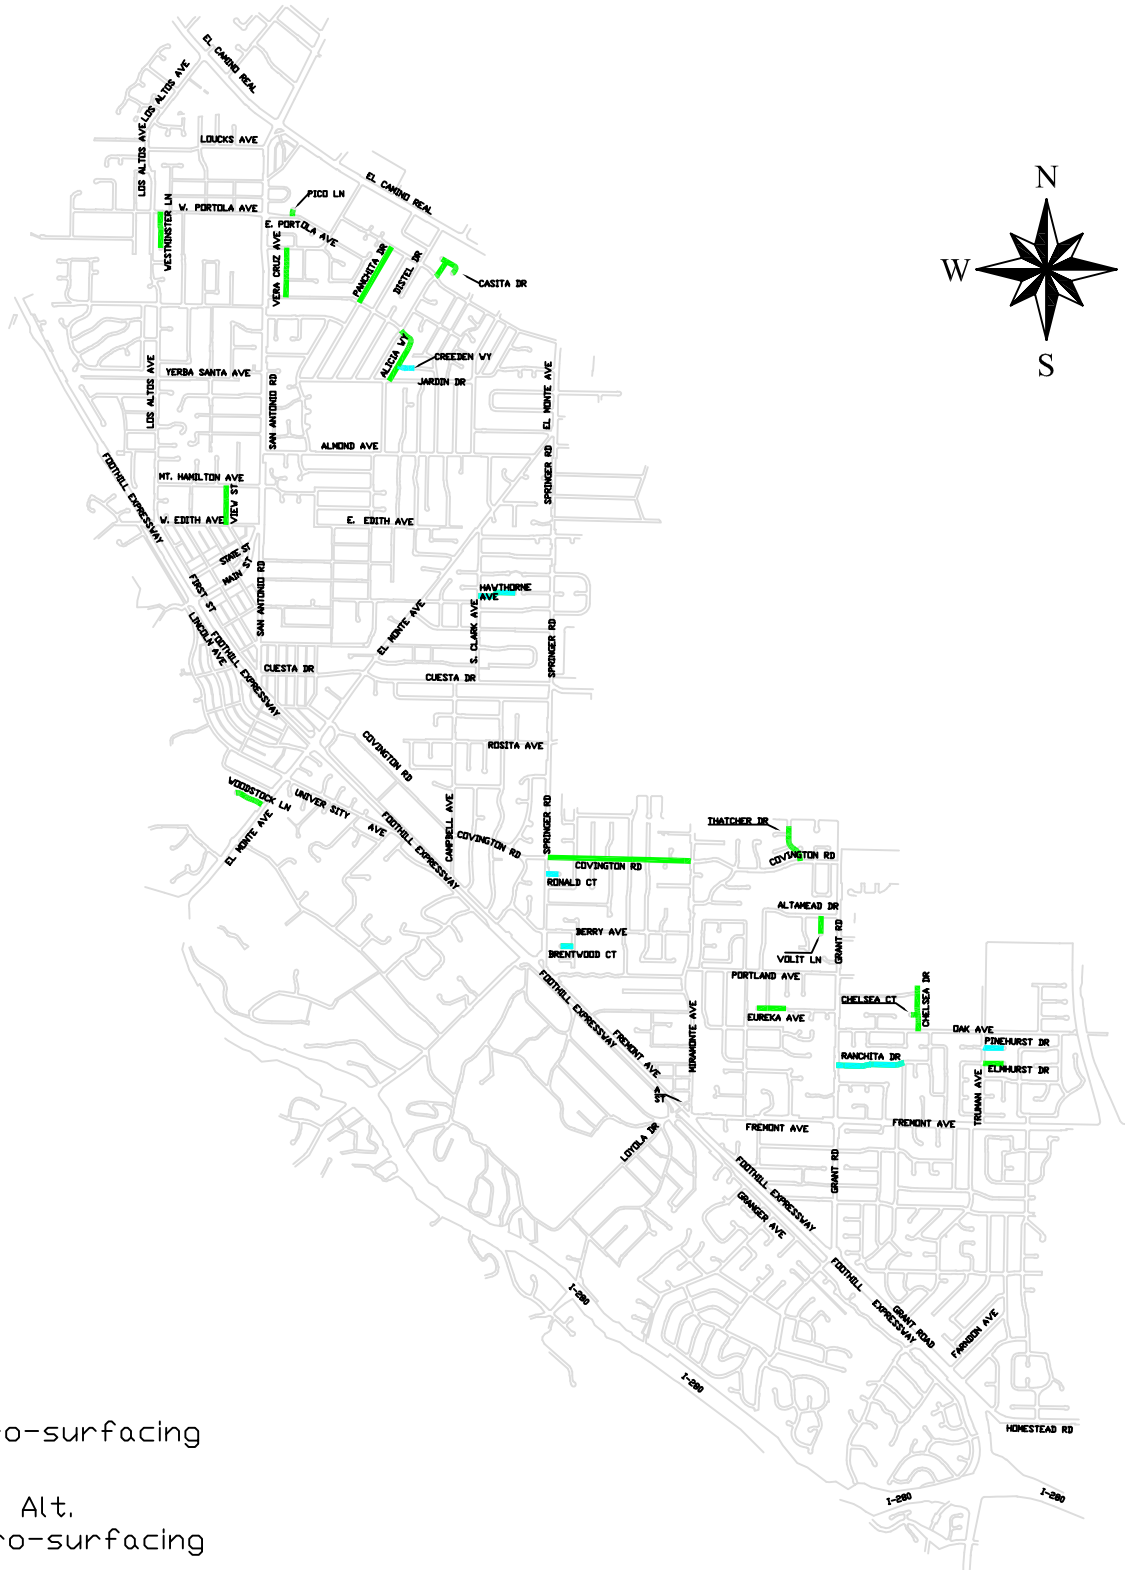 EL CAMINO REAL
LOS ALTOS AVE
LOS ALTOS AVE
LOUCKS AVE
N
W
S
EL CAMINO REAL
PICO LN
W. PORTOLA AVE
WESTMINSTER LN
E. PORTOLA AVE
VERA CRUZ AVE
PANCHITA DR
DISTEL DR
CASITA DR
ALICIA WY
CREEDEN WY
YERBA SANTA AVE
JARDIN DR
LOS ALTOS AVE
SAN ANTONIO RD
EL MONTE AVE
ALMOND AVE
FOOTHILL EXPRESSWAY
MT. HAMILTON AVE
VIEW ST
SPRINGER RD
W. EDITH AVE
E. EDITH AVE
STATE ST
MAIN ST
FIRST ST
SAN ANTONIO RD
HAWTHORNE
AVE
EL MONTE AVE
S. CLARK AVE
SPRINGER RD
LINCOLN AVE
FOOTHILL EXPRESSWAY
CUESTA DR
CUESTA DR
COVINGTON RD
ROSITA AVE
WOODSTOCK LN
UNIVER SITY
AVE
EL MONTE AVE
FOOTHILL EXPRESSWAY
CAMPBELL AVE
COVINGTON RD
SPRINGER RD
THATCHER DR
COVINGTON RD
COVINGTON RD
RONALD CT
ALTAMEAD DR
BERRY AVE
GRANT RD
BRENTWOOD CT
VOLIT LN
PORTLAND AVE
FOOTHILL EXPRESSWAY
CHELSEA CT
CHELSEA DR
EUREKA AVE
MIRAMONTE AVE
FREMONT AVE
OAK AVE
PINEHURST DR
RANCHITA DR
ELMHURST DR
TRUMAN AVE
A
ST
FREMONT AVE
FREMONT AVE
LOYOLA DR
GRANT RD
FOOTHILL EXPRESSWAY
GRANGER AVE
FOOTHILL
EXPRESSWAY
I-280
GRANT ROAD
FARNDON AVE
I-280
o-surfacing
HOMESTEAD RD
Alt.
I-280
I-280
ro-surfacing